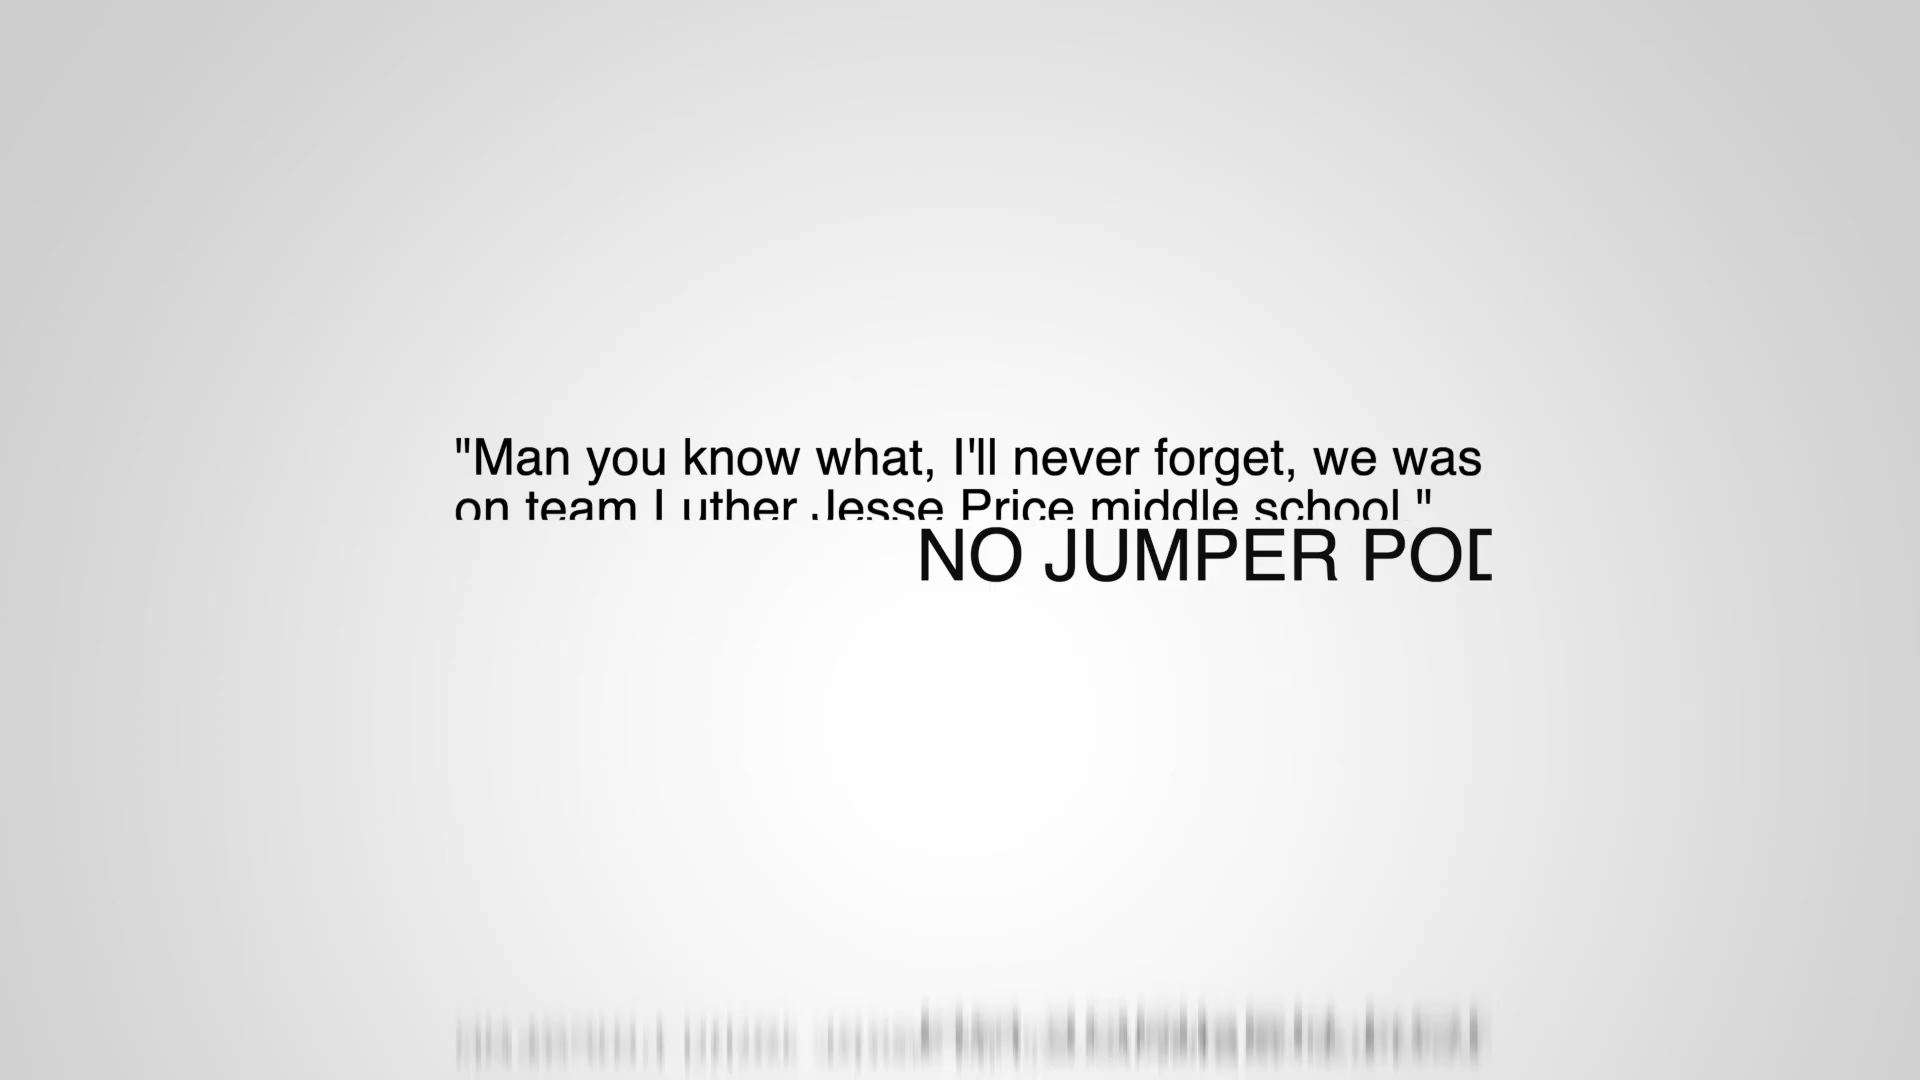 "Man you know what, I'll never forget, we was
on team Luther Jesse Price middle school."
NO JUMPER POD